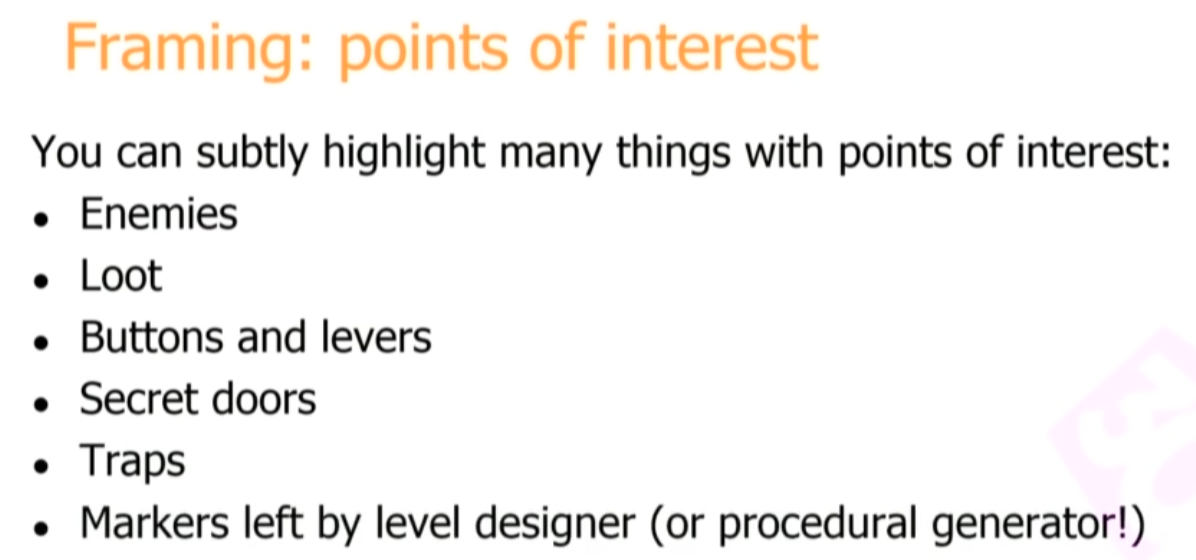 Framing: points of interest
You can subtly highlight many things with points of interest:
• Enemies
• Loot
• Buttons and levers
• Secret doors
• Traps
• Markers left by level designer (or procedural generator!)